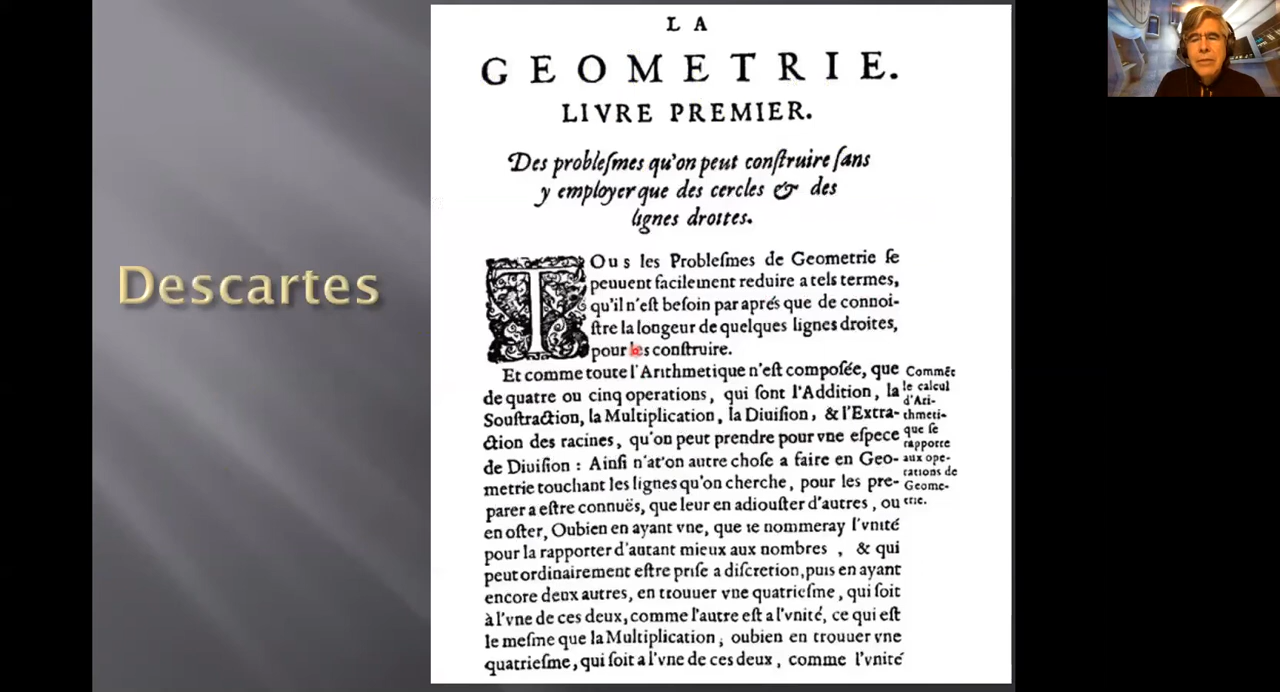 Descartes
L A
GEOMETRIE.
LIVRE PREMIER.
Des probleſmes qu'on peut conſtruire ſans
y employer que des cercles & des
lignes droites.
TOus les Probleſmes de Geometrie ſe
peuuent facilement reduire a tels termes,
qu'il n'eſt beſoin par aprés que de connoi-
ſtre la longeur de quelques lignes droites,
pour les conſtruire.
Et comme toute l'Arithmetique n'eſt compoſée, que
de quatre ou cinq operations, qui ſont l'Addition, la
Souſtraction, la Multiplication, la Diuiſion, & l'Extra-
ction des racines, qu'on peut prendre pour vne eſpece
de Diuiſion : Ainſi n'at'on autre choſe a faire en Geo-
metrie touchant les lignes qu'on cherche, pour les pre-
parer a eſtre connuës, que leur en adiouſter d'autres, ou
en oſter, Oubien en ayant vne, que ie nommeray l'vnité
pour la rapporter d'autant mieux aux nombres , & qui
peut ordinairement eſtre priſe a diſcretion, puis en ayant
encore deux autres, en trouuer vne quatrieſme, qui ſoit
à l'vne de ces deux, comme l'autre eſt a l'vnité, ce qui eſt
le meſme que la Multiplication; oubien en trouuer vne
quatrieſme, qui ſoit a l'vne de ces deux, comme l'vnité
Commēt
le calcul
d'Ari-
thmeti-
que ſe
rapporte
aux ope-
rations de
Geome-
trie.